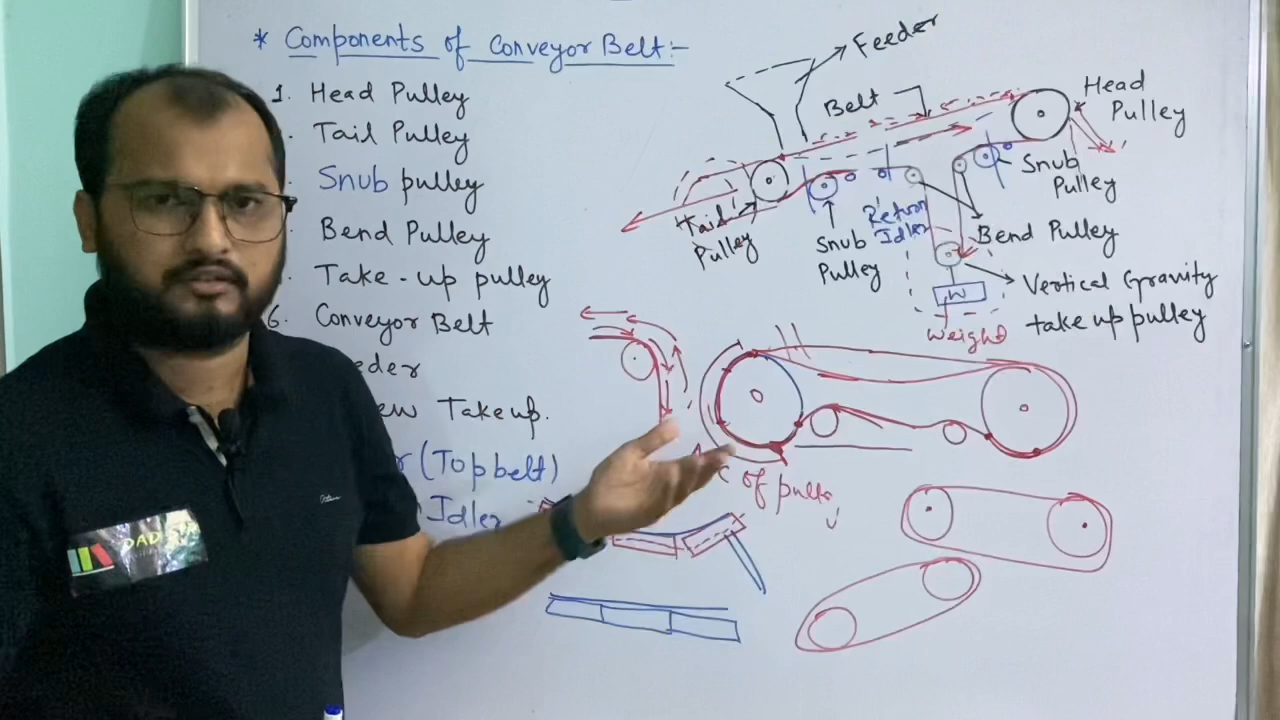 * Components of Conveyor Belt:-
1. Head Pulley
Tail Pulley
Snub pulley
Bend Pulley
Take-up pulley
6. Conveyor Belt
eder
ew Take up.
r (Top belt)
Idler
Feeder
Belt
Head
Pulley
Snub
Pulley
Tail
Pulley
Snub
Pulley
Return
Idler
Bend Pulley
Vertical Gravity
take up pulley
W
Weight
of